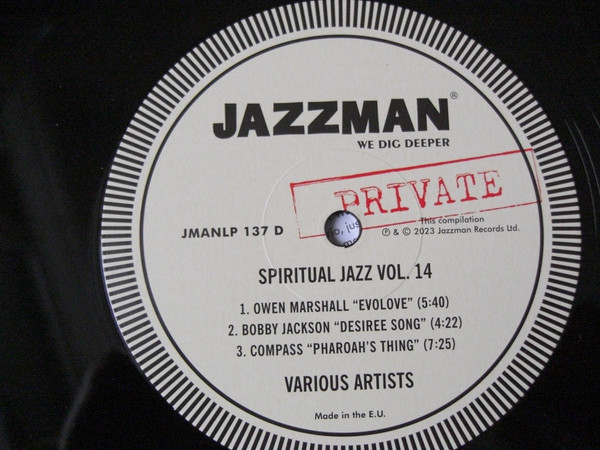 JAZZMAN®
WE DIG DEEPER
PRIVATE
This compilation
JMANLP 137 D
℗ & © 2023 Jazzman Records Ltd.
SPIRITUAL JAZZ VOL. 14
1. OWEN MARSHALL “EVOLOVE” (5:40)
2. BOBBY JACKSON “DESIREE SONG” (4:22)
3. COMPASS “PHAROAH'S THING” (7:25)
VARIOUS ARTISTS
Made in the E.U.